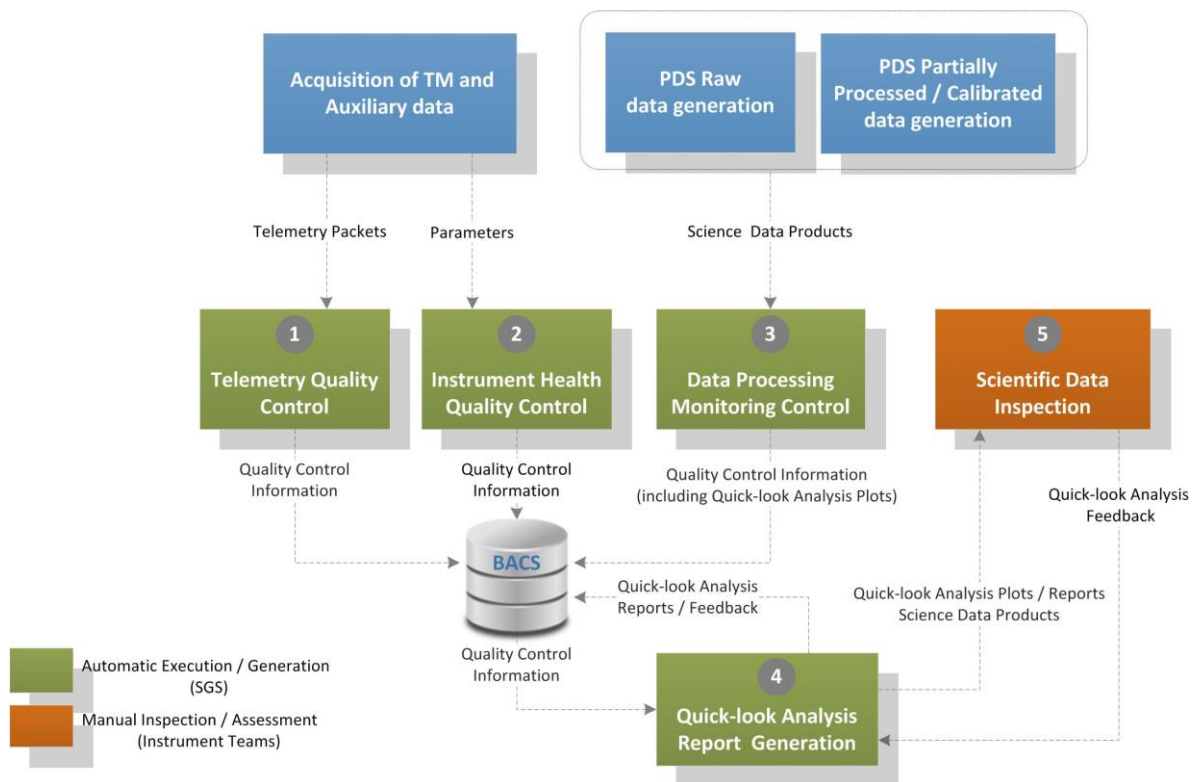 Acquisition of TM and
Auxiliary data
PDS Raw
data generation
PDS Partially
Processed / Calibrated
data generation
Telemetry Packets
Parameters
Science Data Products
1
Telemetry Quality
Control
2
Instrument Health
Quality Control
3
Data Processing
Monitoring Control
5
Scientific Data
Inspection
Quality Control
Information
Quality Control
Information
Quality Control Information
(including Quick-look Analysis Plots)
Quick-look Analysis
Feedback
BACS
Quick-look Analysis
Reports / Feedback
Quick-look Analysis Plots / Reports
Science Data Products
Quality Control
Information
4
Quick-look Analysis
Report Generation
Automatic Execution / Generation
(SGS)
Manual Inspection / Assessment
(Instrument Teams)